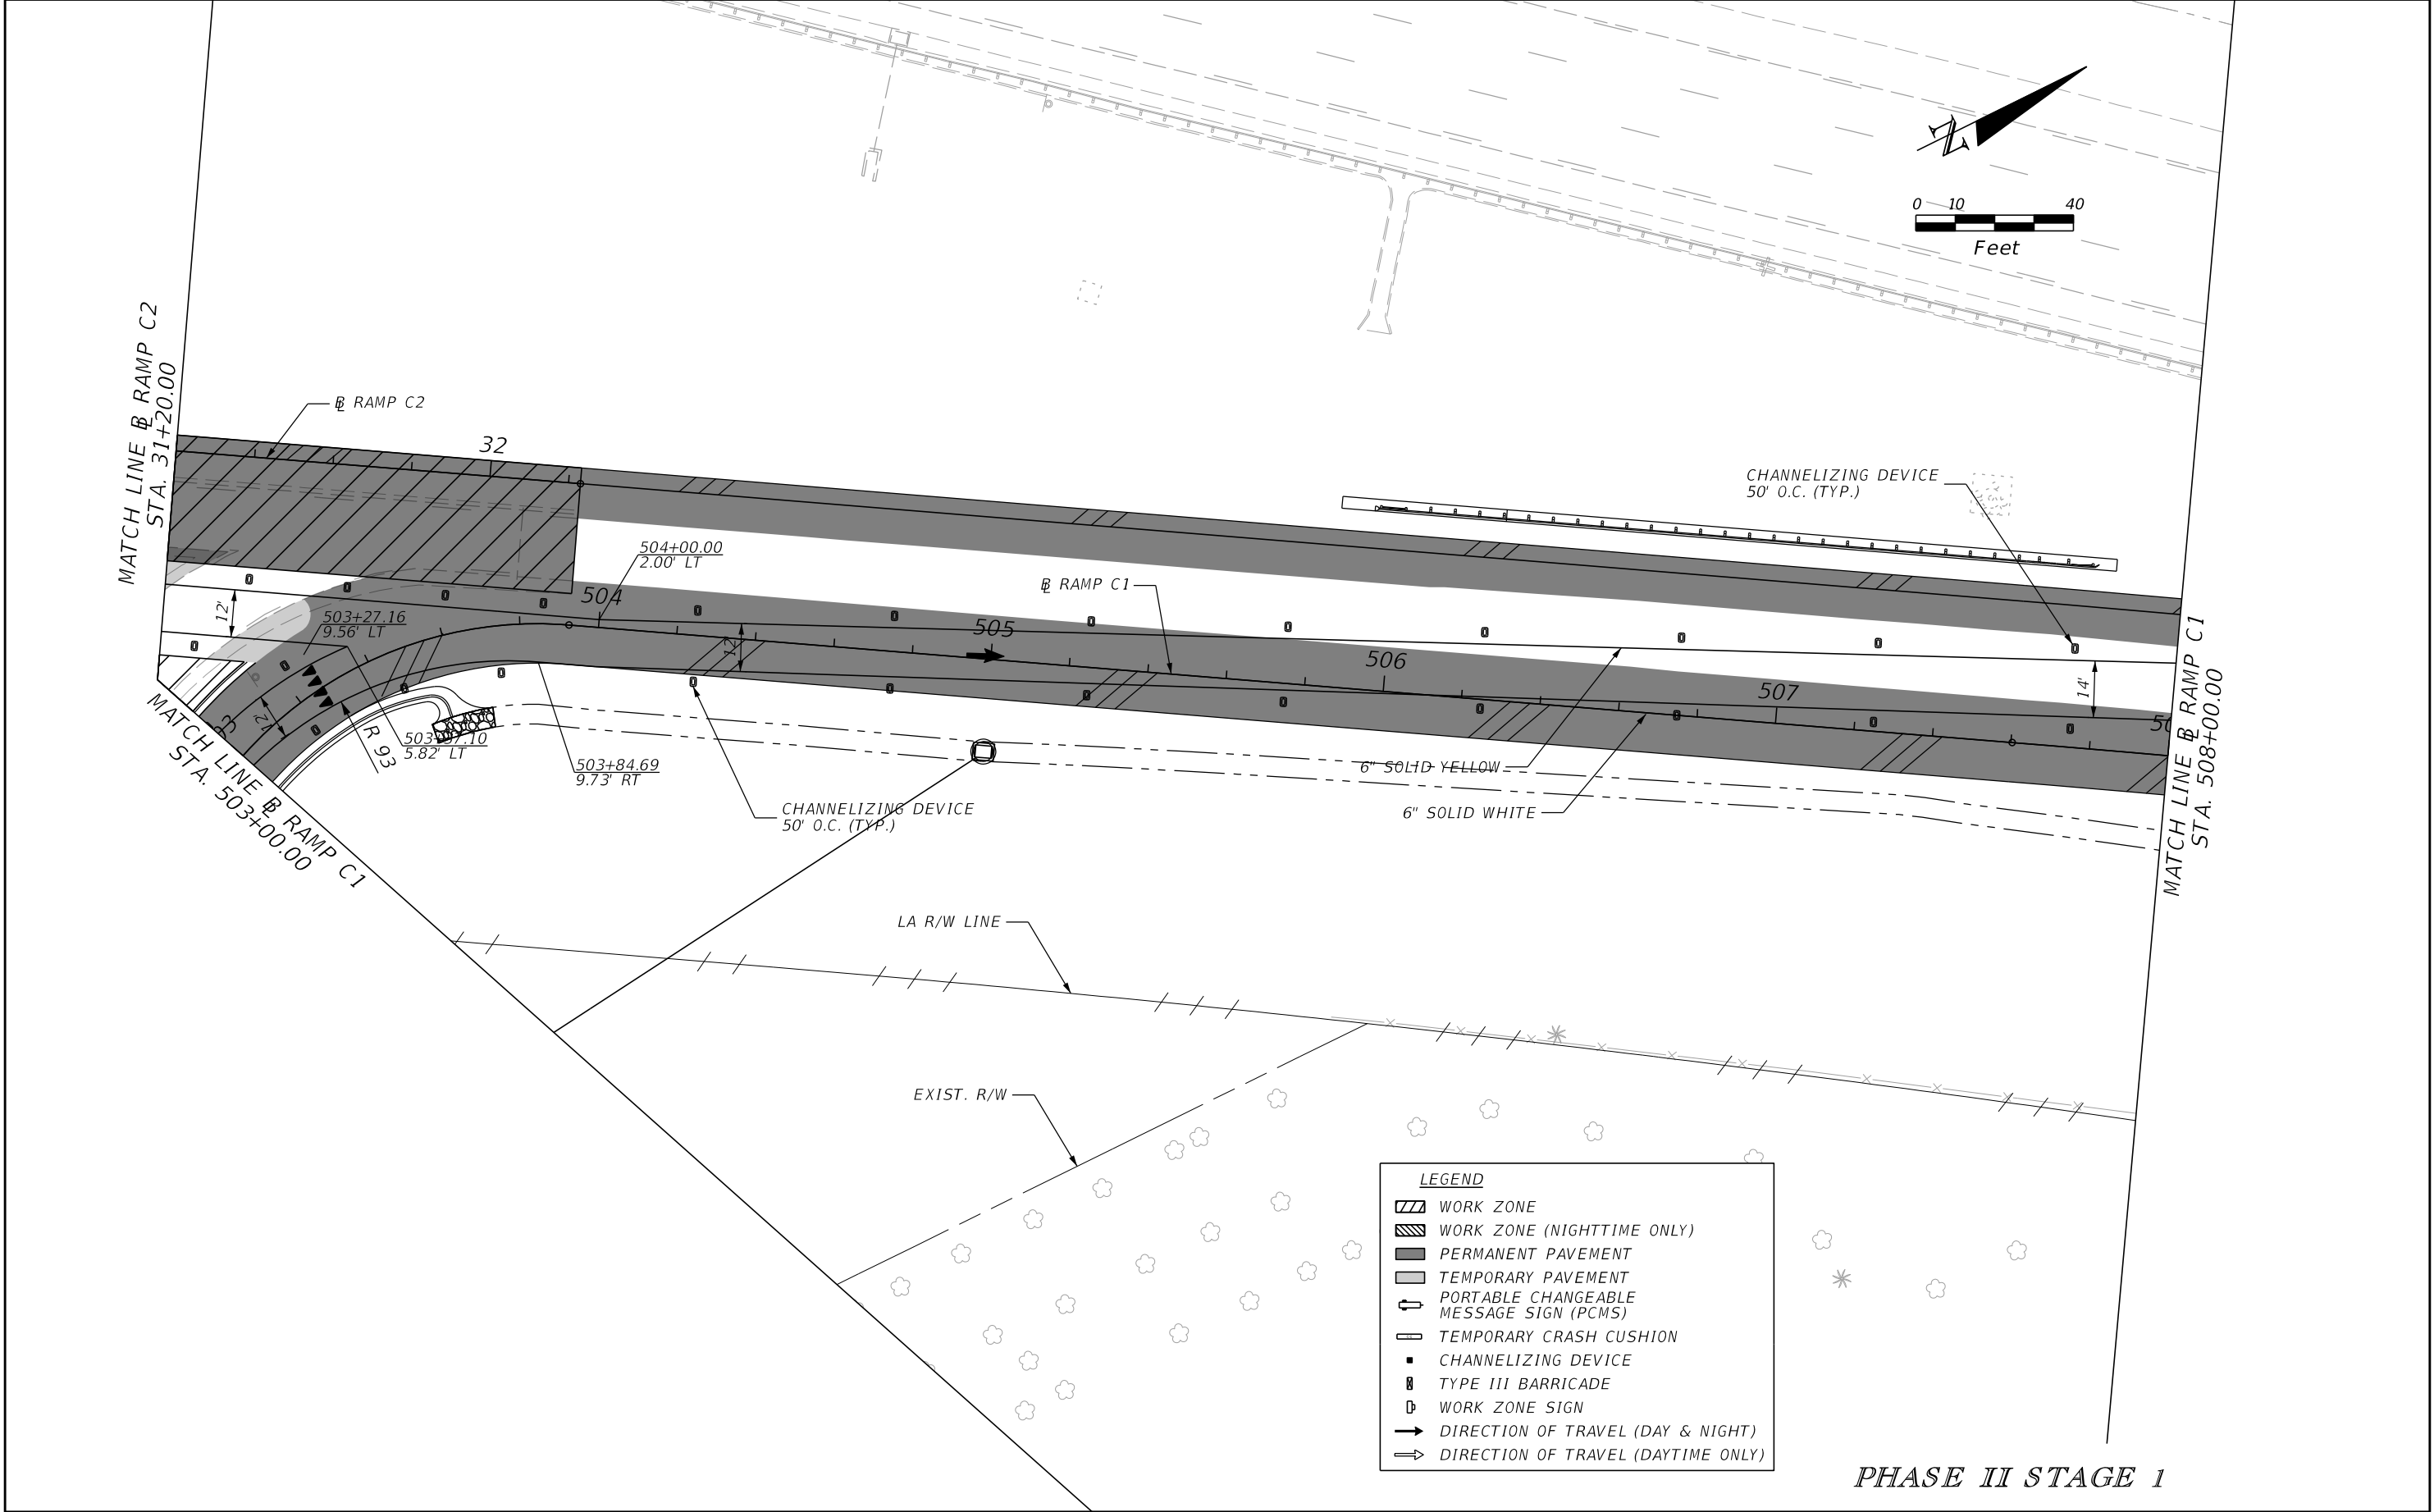 N
0 10 40
Feet
MATCH LINE ℄ RAMP C2
STA. 31+20.00
℄ RAMP C2
32
CHANNELIZING DEVICE
50' O.C. (TYP.)
504+00.00
2.00' LT
504
℄ RAMP C1
12'
503+27.16
9.56' LT
12'
505
506
507
14'
12'
R 93
503+37.10
5.82' LT
503+84.69
9.73' RT
MATCH LINE ℄ RAMP C1
STA. 503+00.00
CHANNELIZING DEVICE
50' O.C. (TYP.)
6" SOLID YELLOW
6" SOLID WHITE
MATCH LINE ℄ RAMP C1
STA. 508+00.00
LA R/W LINE
EXIST. R/W
LEGEND
WORK ZONE
WORK ZONE (NIGHTTIME ONLY)
PERMANENT PAVEMENT
TEMPORARY PAVEMENT
PORTABLE CHANGEABLE
MESSAGE SIGN (PCMS)
TEMPORARY CRASH CUSHION
CHANNELIZING DEVICE
TYPE III BARRICADE
WORK ZONE SIGN
DIRECTION OF TRAVEL (DAY & NIGHT)
DIRECTION OF TRAVEL (DAYTIME ONLY)
PHASE II STAGE 1